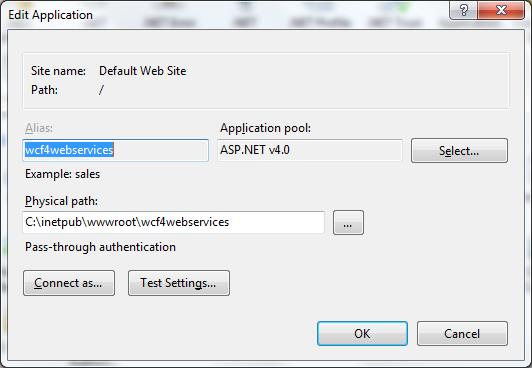 Edit Application
Site name: Default Web Site
Path: /
Alias: Application pool:
wcf4webservices ASP.NET v4.0 Select...
Example: sales
Physical path:
C:\inetpub\wwwroot\wcf4webservices ...
Pass-through authentication
Connect as... Test Settings...
OK Cancel